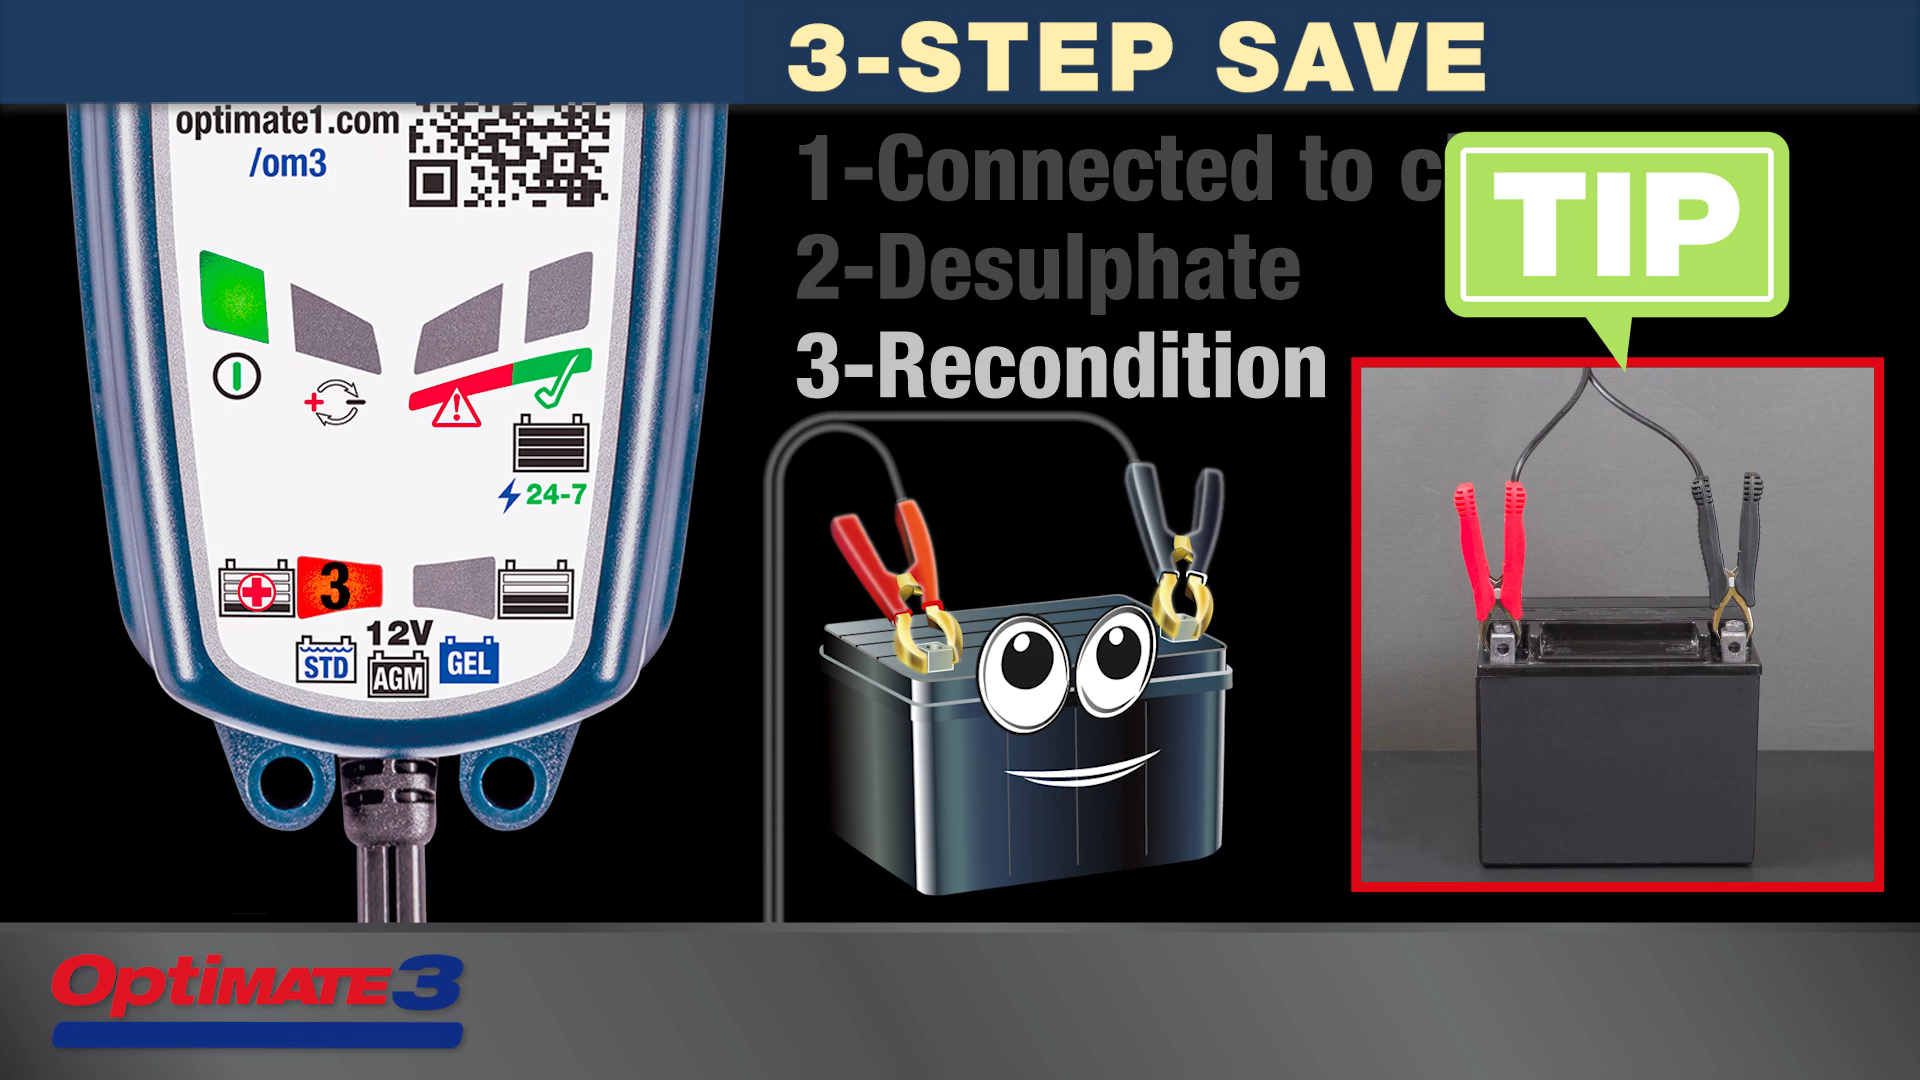 3-STEP SAVE
optimate1.com
/om3
1-Connected to
2-Desulphate
3-Recondition
TIP
24-7
3
12V
STD
AGM
GEL
OptiMATE3